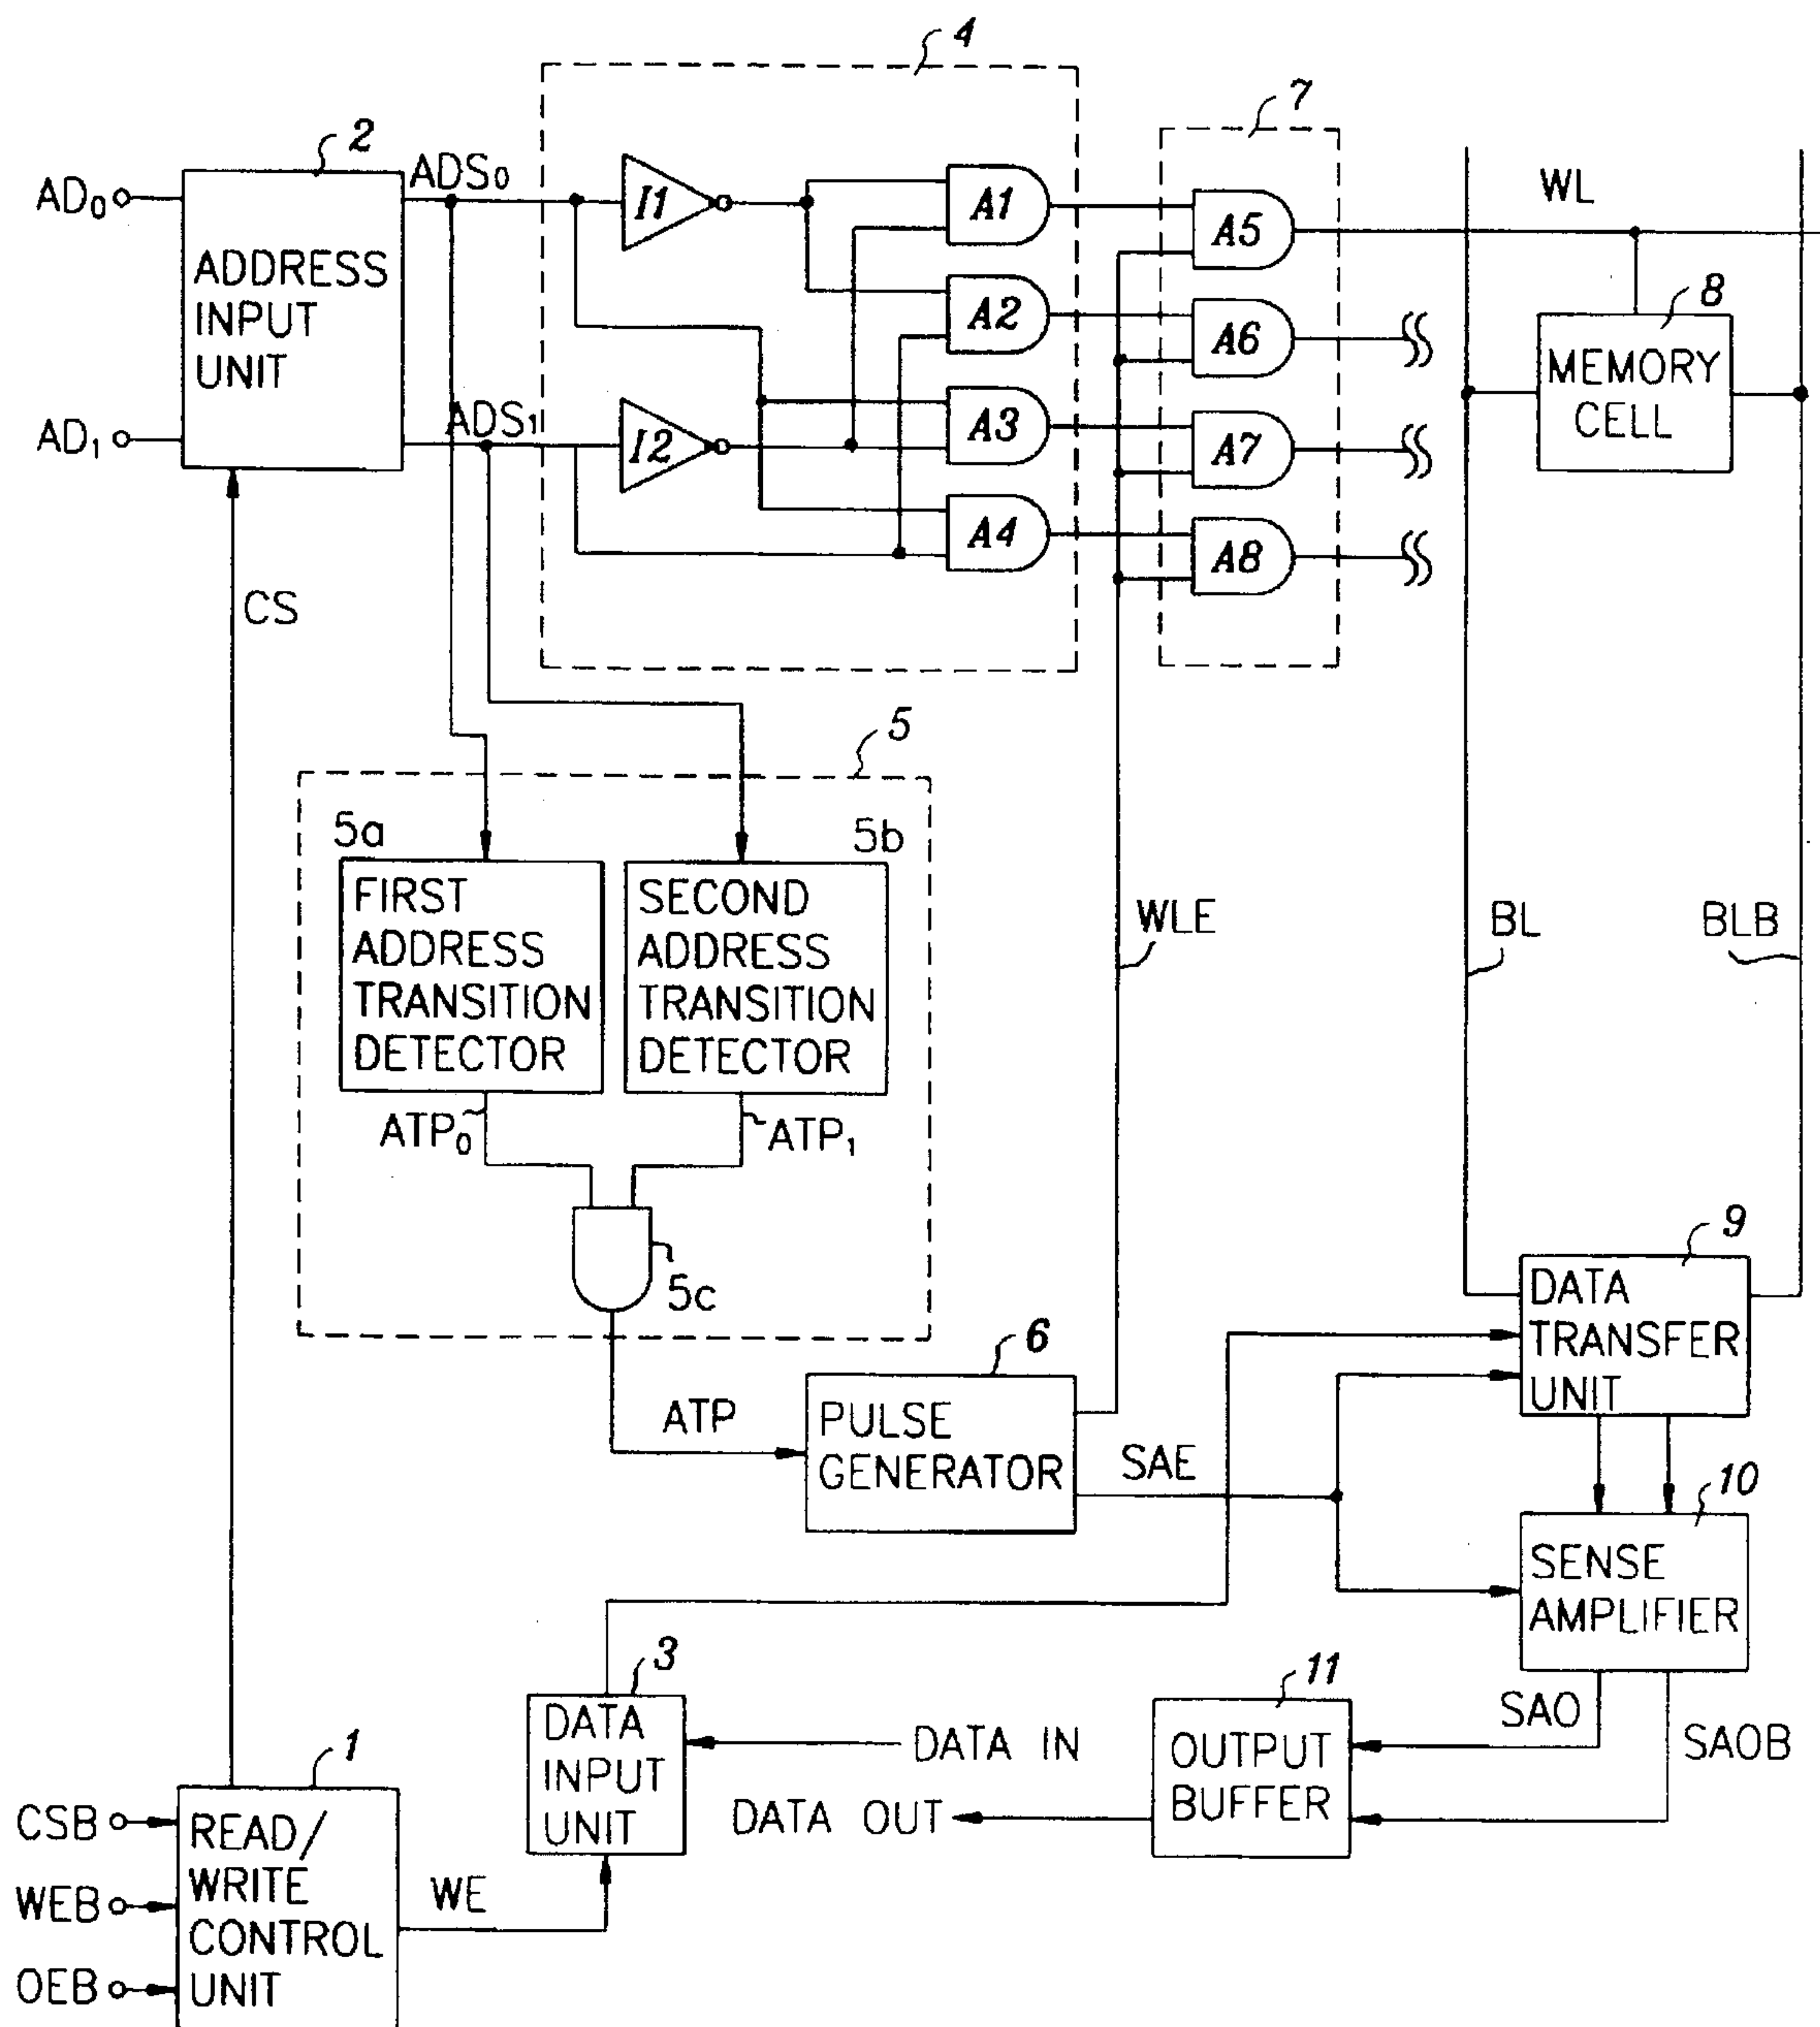 4
7
2
ADS₀
AD₀
I1
A1
WL
A5
ADDRESS
INPUT
UNIT
A2
A6
8
MEMORY
CELL
AD₁
ADS₁
I2
A3
A7
A4
A8
CS
5
5a
5b
FIRST
ADDRESS
TRANSITION
DETECTOR
SECOND
ADDRESS
TRANSITION
DETECTOR
WLE
BL
BLB
ATP₀
ATP₁
5c
9
DATA
TRANSFER
UNIT
6
ATP
PULSE
GENERATOR
SAE
10
SENSE
AMPLIFIER
3
DATA
INPUT
UNIT
11
SAO
SAOB
DATA IN
OUTPUT
BUFFER
DATA OUT
1
CSB
WEB
OEB
READ/
WRITE
CONTROL
UNIT
WE